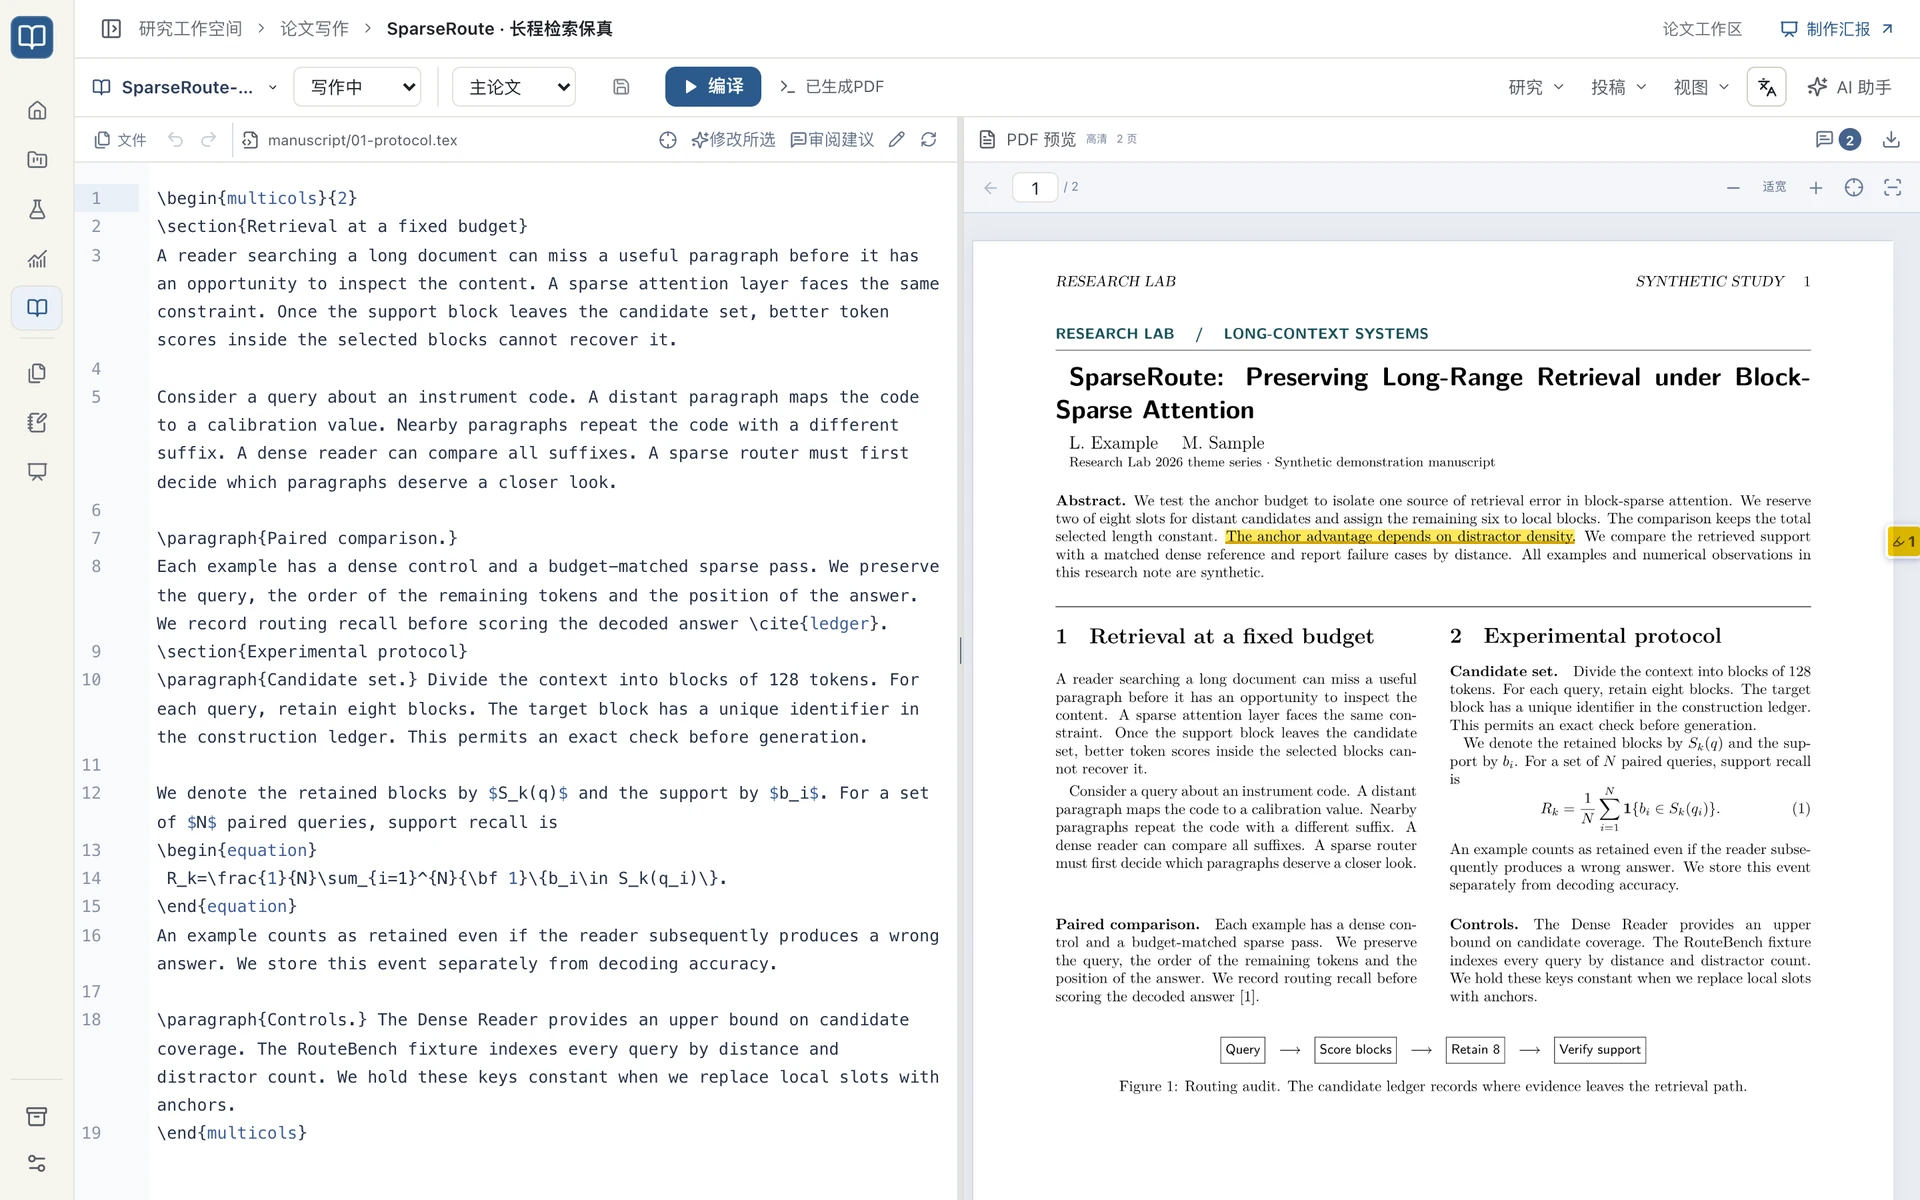 研究工作空间 > 论文写作 > SparseRoute · 长程检索保真
论文工作区 制作汇报
SparseRoute-... 写作中 主论文 编译 已生成PDF
研究 投稿 视图 AI 助手
文件 manuscript/01-protocol.tex 修改所选 审阅建议
1 \begin{multicols}{2}
2 \section{Retrieval at a fixed budget}
3 A reader searching a long document can miss a useful paragraph before it has
an opportunity to inspect the content. A sparse attention layer faces the same
constraint. Once the support block leaves the candidate set, better token
scores inside the selected blocks cannot recover it.
4
5 Consider a query about an instrument code. A distant paragraph maps the code
to a calibration value. Nearby paragraphs repeat the code with a different
suffix. A dense reader can compare all suffixes. A sparse router must first
decide which paragraphs deserve a closer look.
6
7 \paragraph{Paired comparison.}
8 Each example has a dense control and a budget—matched sparse pass. We preserve
the query, the order of the remaining tokens and the position of the answer.
We record routing recall before scoring the decoded answer \cite{ledger}.
9 \section{Experimental protocol}
10 \paragraph{Candidate set.} Divide the context into blocks of 128 tokens. For
each query, retain eight blocks. The target block has a unique identifier in
the construction ledger. This permits an exact check before generation.
11
12 We denote the retained blocks by $S_k(q)$ and the support by $b_i$. For a set
of $N$ paired queries, support recall is
13 \begin{equation}
14 R_k=\frac{1}{N}\sum_{i=1}^{N}{\bf 1}\{b_i\in S_k(q_i)\}.
15 \end{equation}
16 An example counts as retained even if the reader subsequently produces a wrong
answer. We store this event separately from decoding accuracy.
17
18 \paragraph{Controls.} The Dense Reader provides an upper bound on candidate
coverage. The RouteBench fixture indexes every query by distance and
distractor count. We hold these keys constant when we replace local slots with
anchors.
19 \end{multicols}
PDF 预览 高清 2 页 2
1 / 2 适宽
RESEARCH LAB SYNTHETIC STUDY 1
RESEARCH LAB / LONG-CONTEXT SYSTEMS
SparseRoute: Preserving Long-Range Retrieval under Block-
Sparse Attention
L. Example M. Sample
Research Lab 2026 theme series · Synthetic demonstration manuscript
Abstract. We test the anchor budget to isolate one source of retrieval error in block-sparse attention. We reserve
two of eight slots for distant candidates and assign the remaining six to local blocks. The comparison keeps the total
selected length constant. The anchor advantage depends on distractor density. We compare the retrieved support
with a matched dense reference and report failure cases by distance. All examples and numerical observations in
this research note are synthetic.
1
1 Retrieval at a fixed budget
A reader searching a long document can miss a useful
paragraph before it has an opportunity to inspect the
content. A sparse attention layer faces the same con-
straint. Once the support block leaves the candidate
set, better token scores inside the selected blocks can-
not recover it.
Consider a query about an instrument code. A distant
paragraph maps the code to a calibration value. Nearby
paragraphs repeat the code with a different suffix. A
dense reader can compare all suffixes. A sparse router
must first decide which paragraphs deserve a closer look.
Paired comparison. Each example has a dense con-
trol and a budget-matched sparse pass. We preserve
the query, the order of the remaining tokens and the
position of the answer. We record routing recall before
scoring the decoded answer [1].
2 Experimental protocol
Candidate set. Divide the context into blocks of 128
tokens. For each query, retain eight blocks. The target
block has a unique identifier in the construction ledger.
This permits an exact check before generation.
We denote the retained blocks by Sk(q) and the sup-
port by bi. For a set of N paired queries, support recall
is
Rk = 1/N ∑_{i=1}^{N} 1{bi ∈ Sk(qi)}. (1)
An example counts as retained even if the reader subse-
quently produces a wrong answer. We store this event
separately from decoding accuracy.
Controls. The Dense Reader provides an upper
bound on candidate coverage. The RouteBench fixture
indexes every query by distance and distractor count.
We hold these keys constant when we replace local slots
with anchors.
Query → Score blocks → Retain 8 → Verify support
Figure 1: Routing audit. The candidate ledger records where evidence leaves the retrieval path.